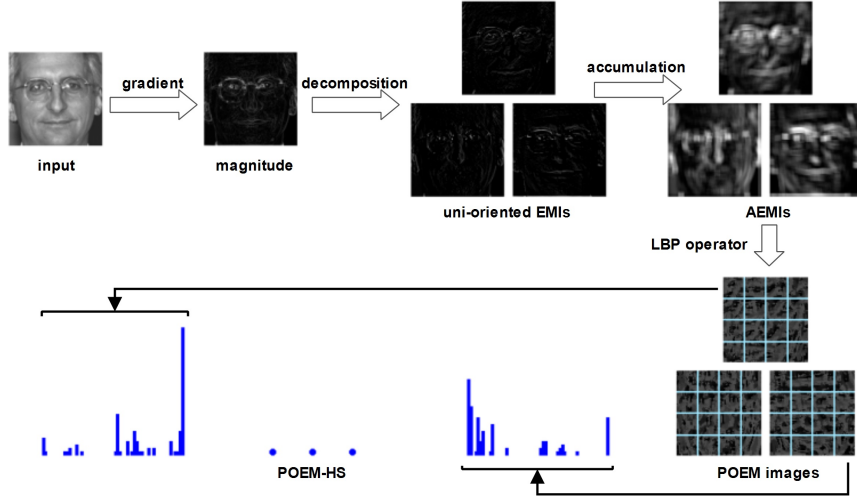 gradient
decomposition
accumulation
input
magnitude
uni-oriented EMIs
AEMIs
LBP operator
POEM-HS
POEM images